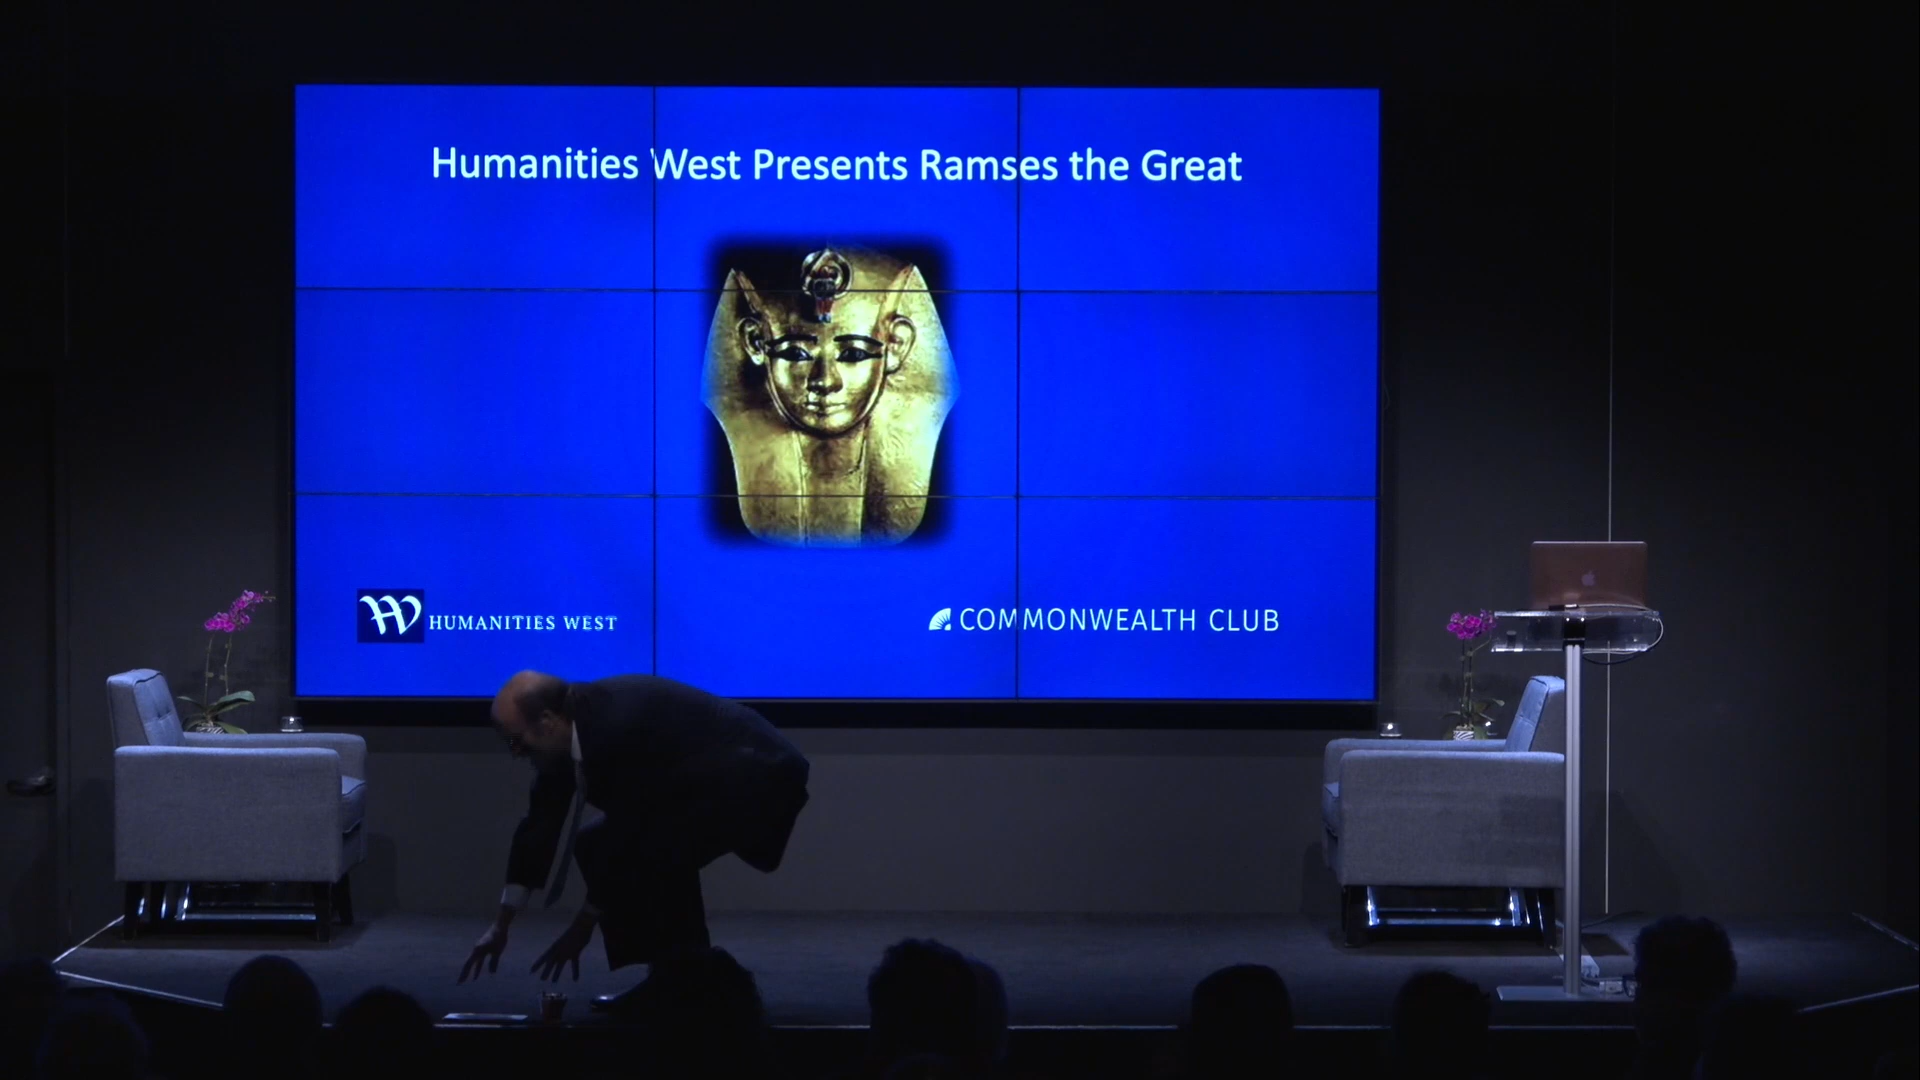 Humanities West Presents Ramses the Great
HUMANITIES WEST
COMMONWEALTH CLUB